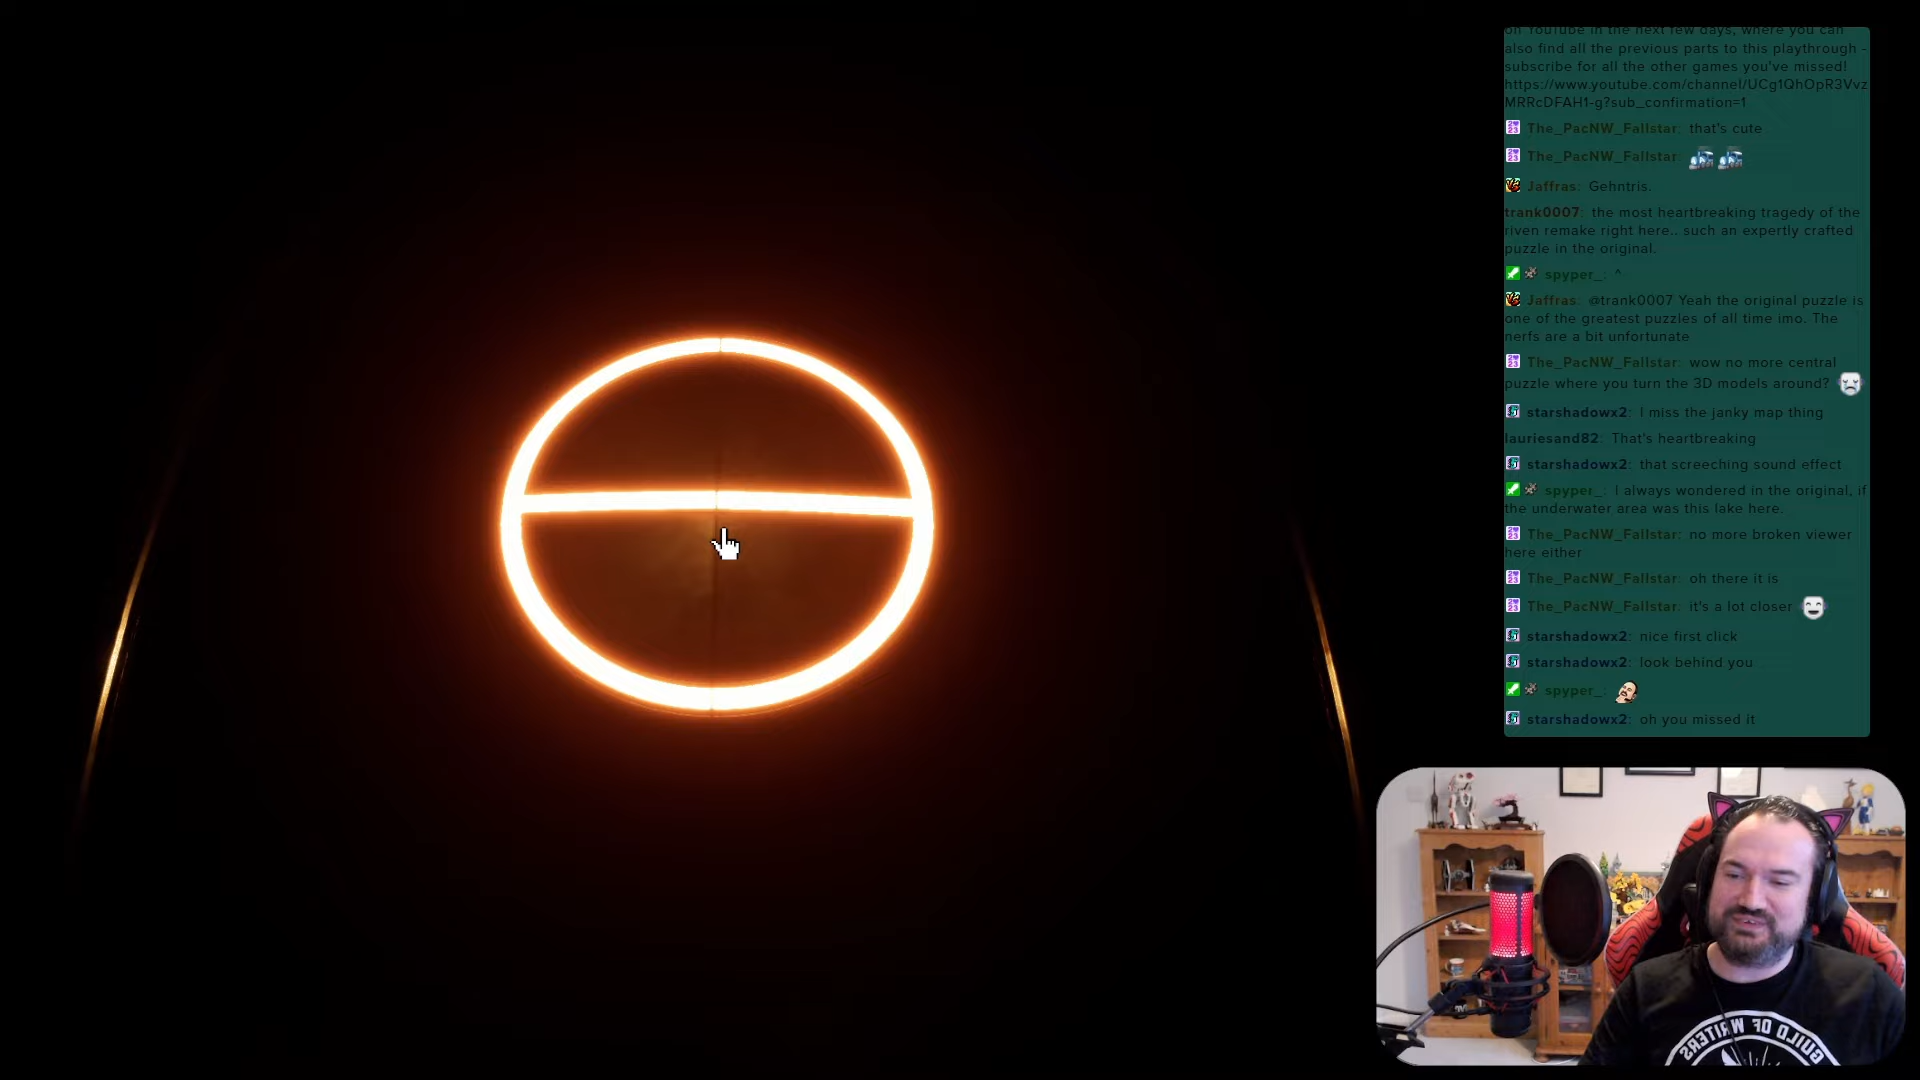 on YouTube in the next few days, where you can
also find all the previous parts to this playthrough -
subscribe for all the other games you've missed!
https://www.youtube.com/channel/UCg1QhOpR3Vvz
MRRcDFAH1-g?sub_confirmation=1
The_PacNW_Fallstar: that's cute
The_PacNW_Fallstar:
Jaffras: Gehntris.
trank0007: the most heartbreaking tragedy of the
riven remake right here.. such an expertly crafted
puzzle in the original.
spyper_: ^
Jaffras: @trank0007 Yeah the original puzzle is
one of the greatest puzzles of all time imo. The
nerfs are a bit unfortunate
The_PacNW_Fallstar: wow no more central
puzzle where you turn the 3D models around?
starshadowx2: I miss the janky map thing
lauriesand82: That's heartbreaking
starshadowx2: that screeching sound effect
spyper_: I always wondered in the original, if
the underwater area was this lake here.
The_PacNW_Fallstar: no more broken viewer
here either
The_PacNW_Fallstar: oh there it is
The_PacNW_Fallstar: it's a lot closer
starshadowx2: nice first click
starshadowx2: look behind you
spyper_:
starshadowx2: oh you missed it
GUILD OF WRITERS